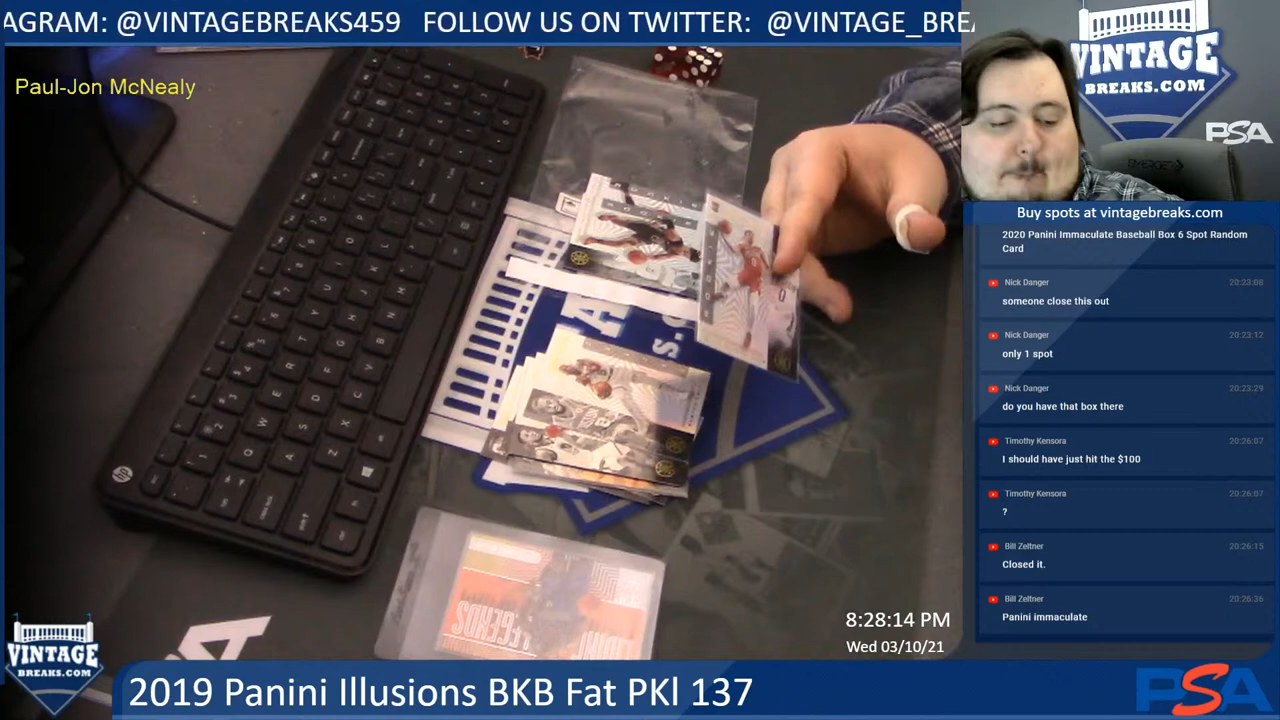 AGRAM: @VINTAGEBREAKS459 FOLLOW US ON TWITTER: @VINTAGE_BREA
Paul-Jon McNealy
VINTAGE
BREAKS.COM
PSA
Buy spots at vintagebreaks.com
2020 Panini Immaculate Baseball Box 6 Spot Random
Card
Nick Danger 20:23:08
someone close this out
Nick Danger 20:23:12
only 1 spot
Nick Danger 20:23:29
do you have that box there
Timothy Kensora 20:26:07
I should have just hit the $100
Timothy Kensora 20:26:07
?
Bill Zeltner 20:26:15
Closed it.
Bill Zeltner 20:26:36
Panini immaculate
hp
LEGENDS
8:28:14 PM
Wed 03/10/21
VINTAGE
BREAKS.COM
2019 Panini Illusions BKB Fat PKl 137
PSA